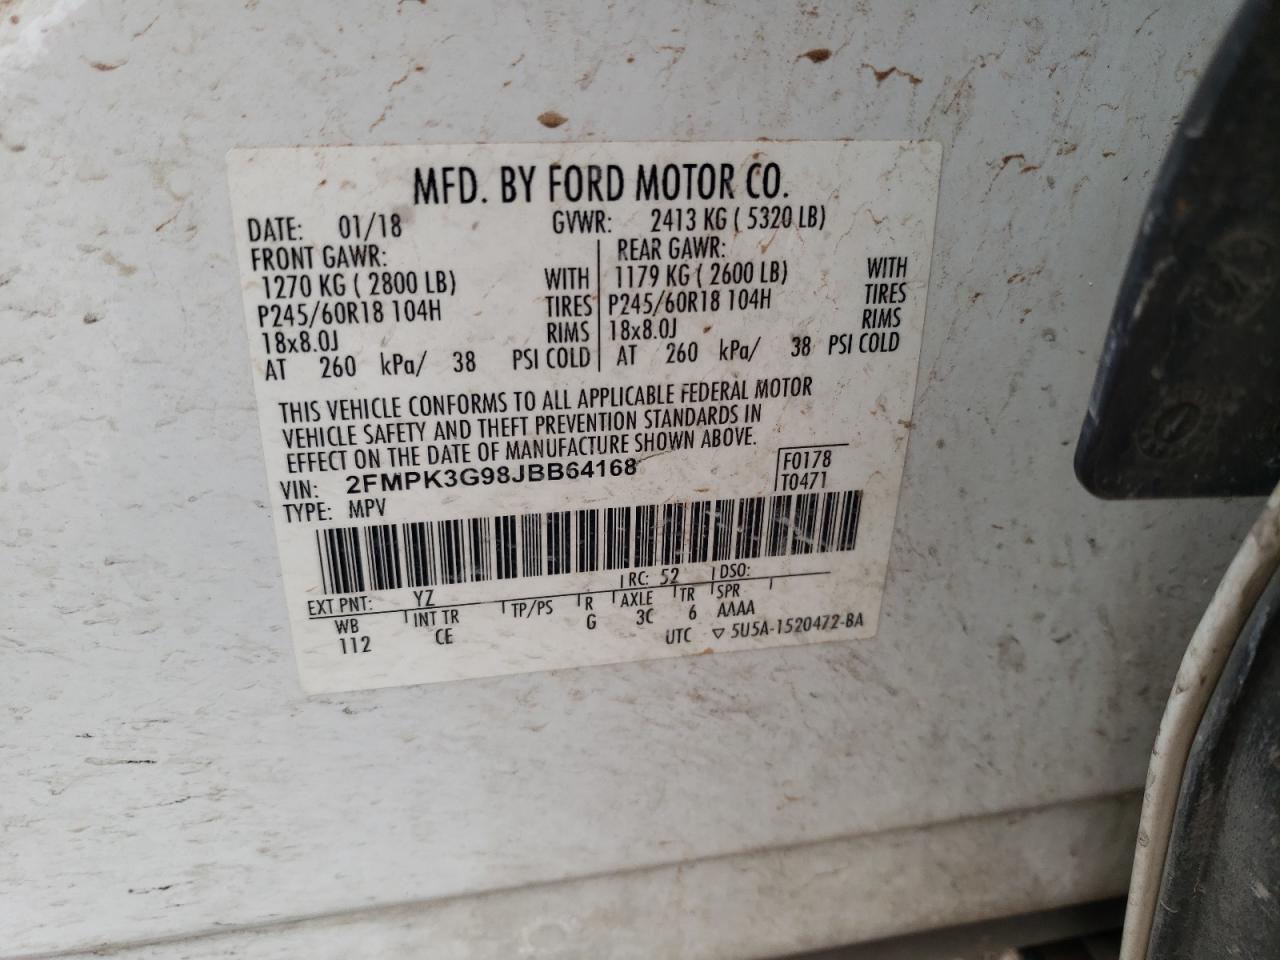 MFD. BY FORD MOTOR CO.
DATE: 01/18 GVWR: 2413 KG ( 5320 LB)
FRONT GAWR: REAR GAWR:
1270 KG ( 2800 LB) WITH 1179 KG ( 2600 LB) WITH
P245/60R18 104H TIRES P245/60R18 104H TIRES
18x8.0J RIMS 18x8.0J RIMS
AT 260 kPa/ 38 PSI COLD AT 260 kPa/ 38 PSI COLD
THIS VEHICLE CONFORMS TO ALL APPLICABLE FEDERAL MOTOR
VEHICLE SAFETY AND THEFT PREVENTION STANDARDS IN
EFFECT ON THE DATE OF MANUFACTURE SHOWN ABOVE.
VIN: 2FMPK3G98JBB64168 F0178
TYPE: MPV T0471
EXT PNT: YZ RC: 52 DSO:
WB INT TR TP/PS R AXLE TR SPR
112 CE G 3C 6 AAAA
UTC ▽ 5U5A-1520472-BA